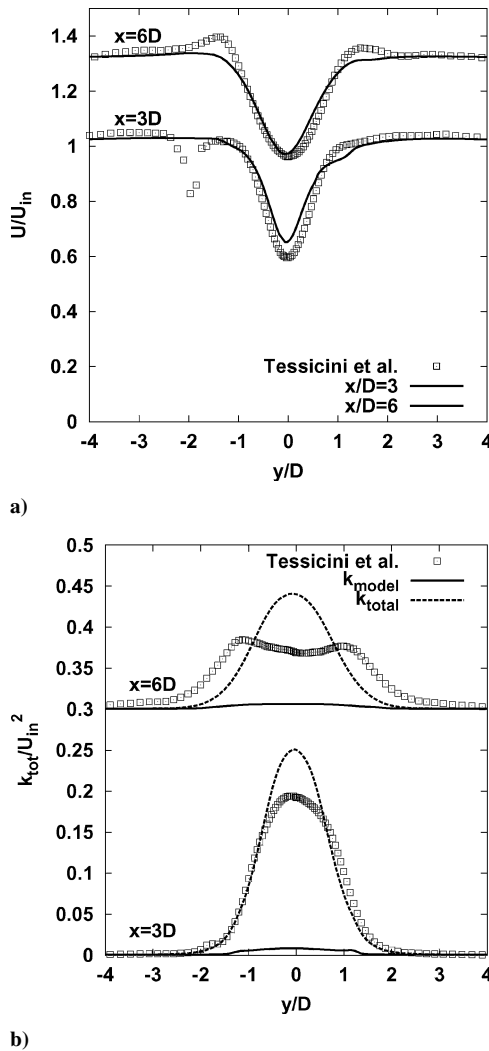 1.4
1.2
1
0.8
0.6
0.4
0.2
0
U/U_in
x=6D
x=3D
Tessicini et al.
x/D=3
x/D=6
-4 -3 -2 -1 0 1 2 3 4
y/D
a)
0.5
0.45
0.4
0.35
0.3
0.25
0.2
0.15
0.1
0.05
0
k_tot/U_in^2
Tessicini et al.
k_model
k_total
x=6D
x=3D
-4 -3 -2 -1 0 1 2 3 4
y/D
b)